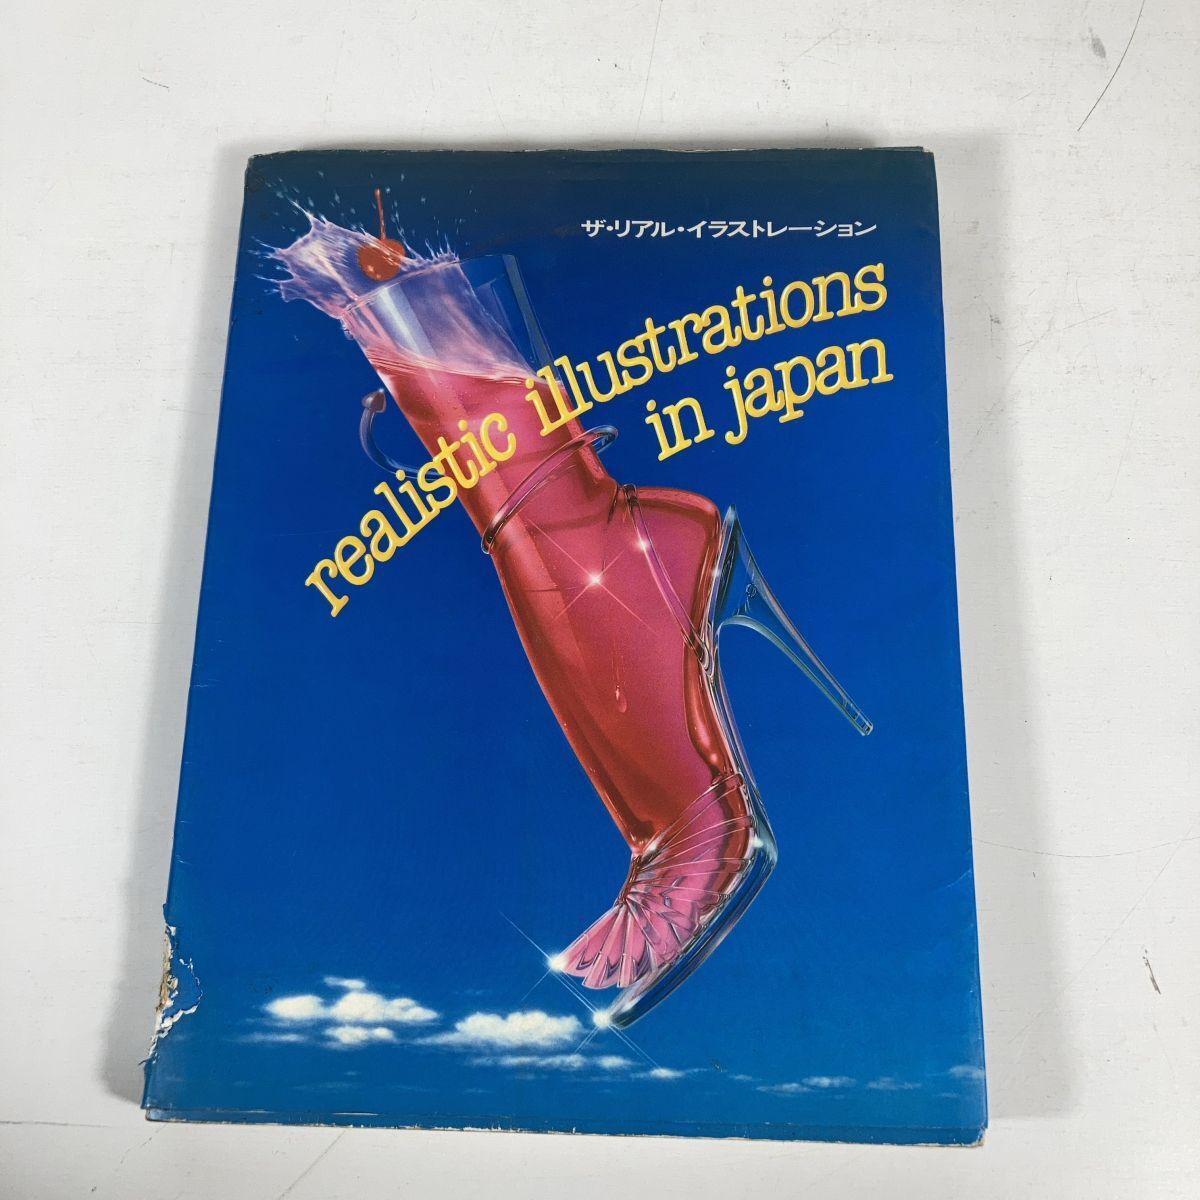 ザ・リアル・イラストレーション
realistic illustrations
in japan